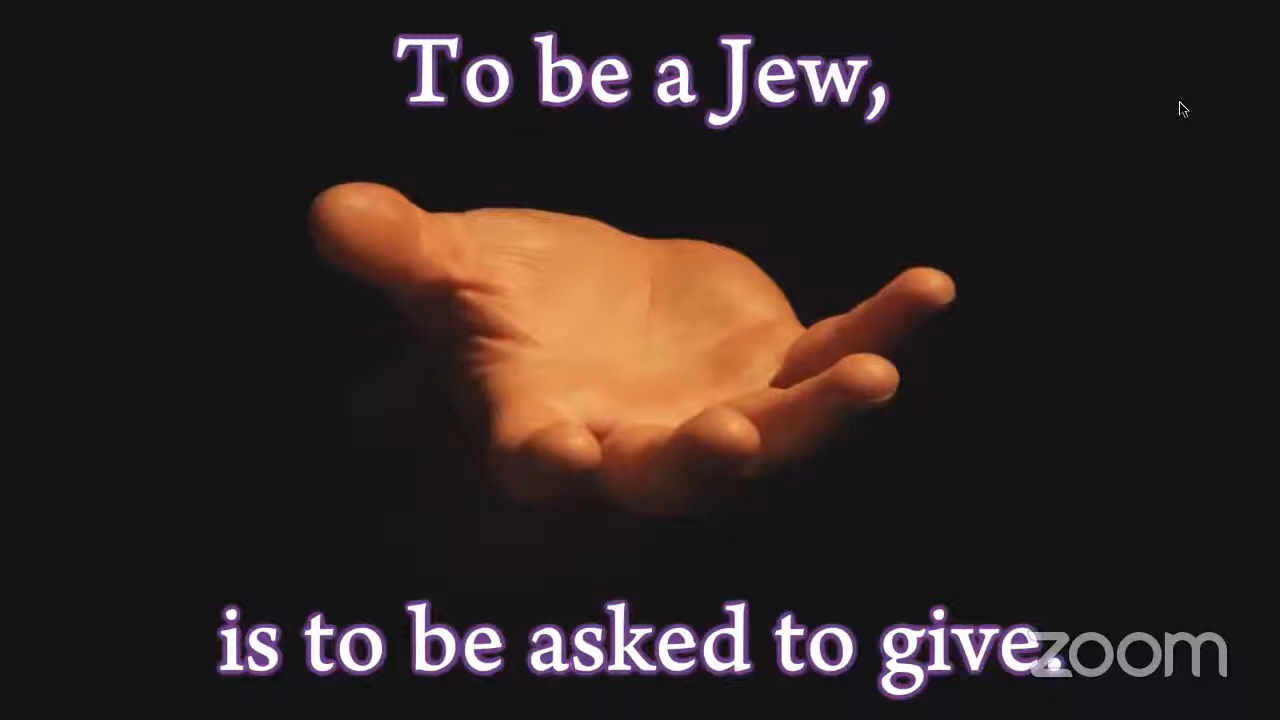 To be a Jew,
is to be asked to give.
zoom